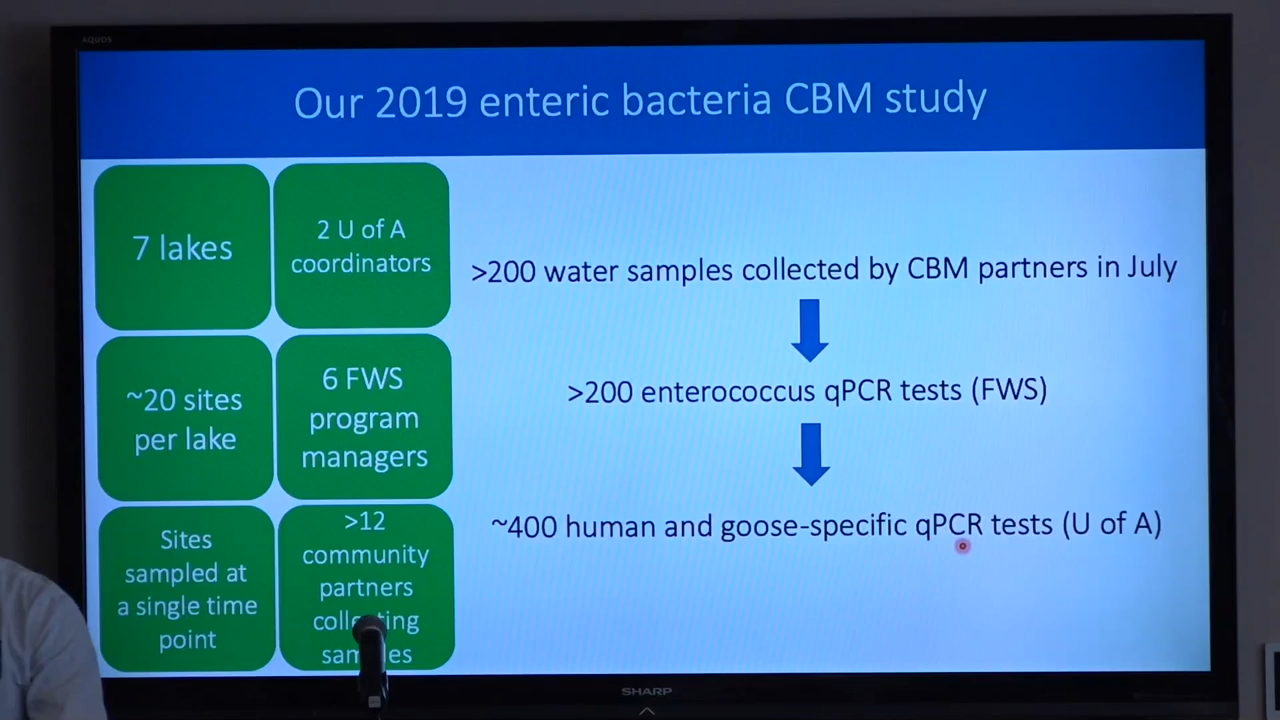 AQUOS
Our 2019 enteric bacteria CBM study
7 lakes
2 U of A
coordinators
~20 sites
per lake
6 FWS
program
managers
Sites
sampled at
a single time
point
>12
community
partners
collecting
samples
>200 water samples collected by CBM partners in July
>200 enterococcus qPCR tests (FWS)
~400 human and goose-specific qPCR tests (U of A)
SHARP